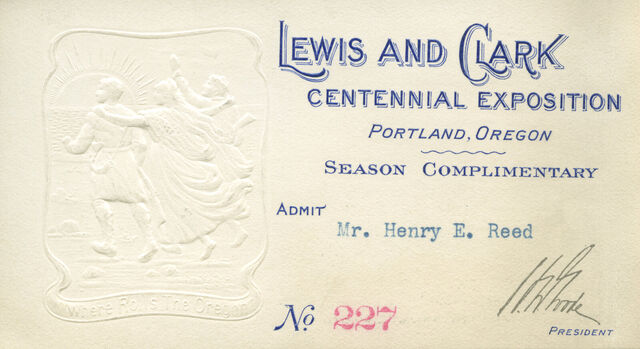 LEWIS AND CLARK
CENTENNIAL EXPOSITION
PORTLAND, OREGON
SEASON COMPLIMENTARY
ADMIT
Mr. Henry E. Reed
No 227
PRESIDENT
Where Rolls The Oregon